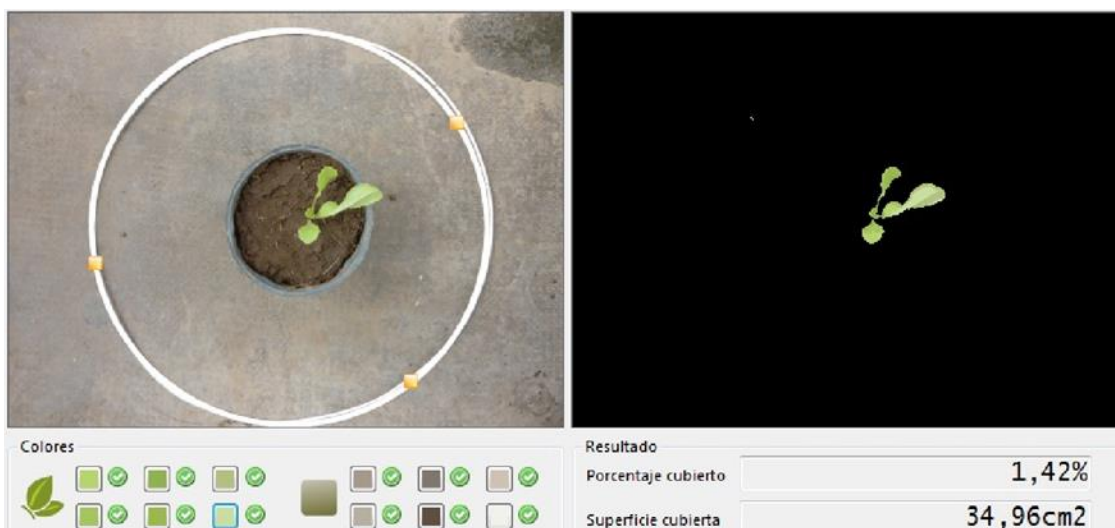 Colores
Resultado
Porcentaje cubierto
1,42%
Superficie cubierta
34,96cm2